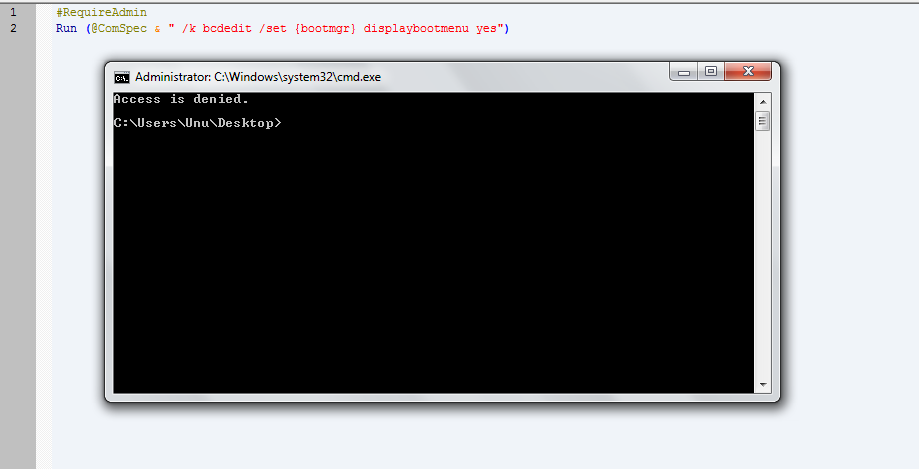 1 #RequireAdmin
2 Run (@ComSpec & " /k bcdedit /set {bootmgr} displaybootmenu yes")
Administrator: C:\Windows\system32\cmd.exe
Access is denied.
C:\Users\Unu\Desktop>